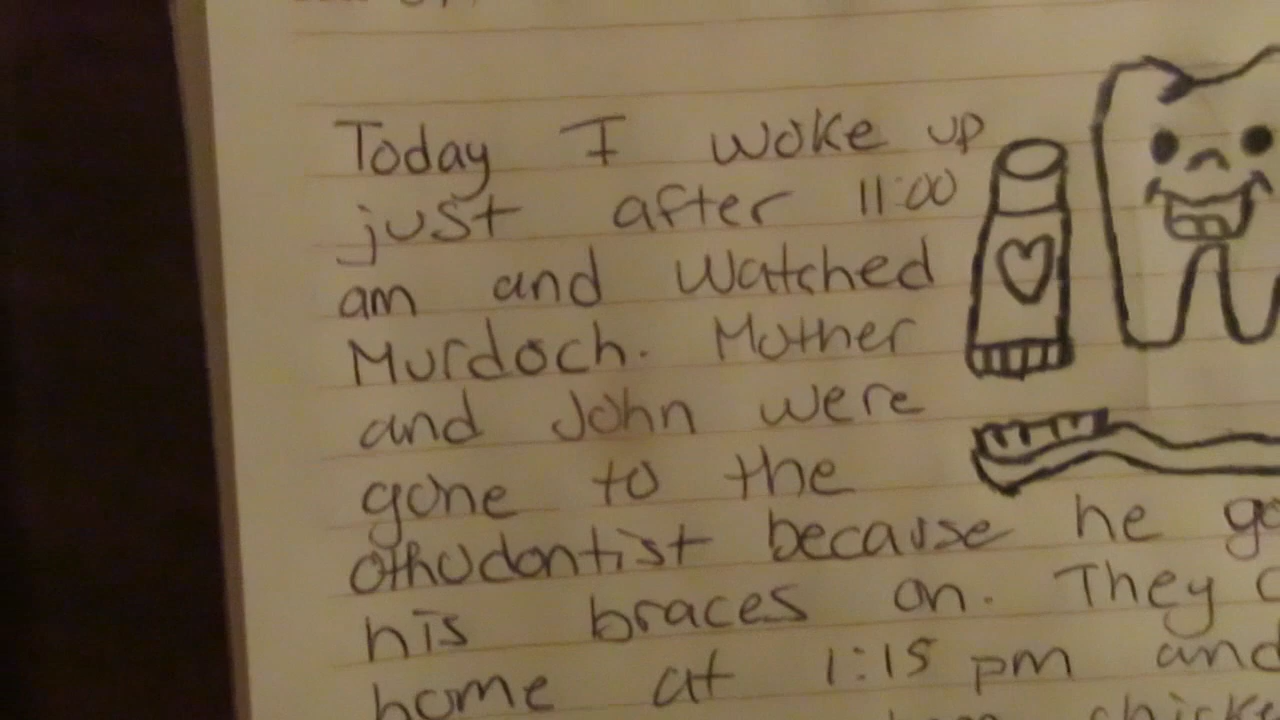 Today I woke up
just after 11:00
am and watched
Murdoch. Mother
and John were
gone to the
othodontist because he
his braces on. They
home at 1:15 pm and